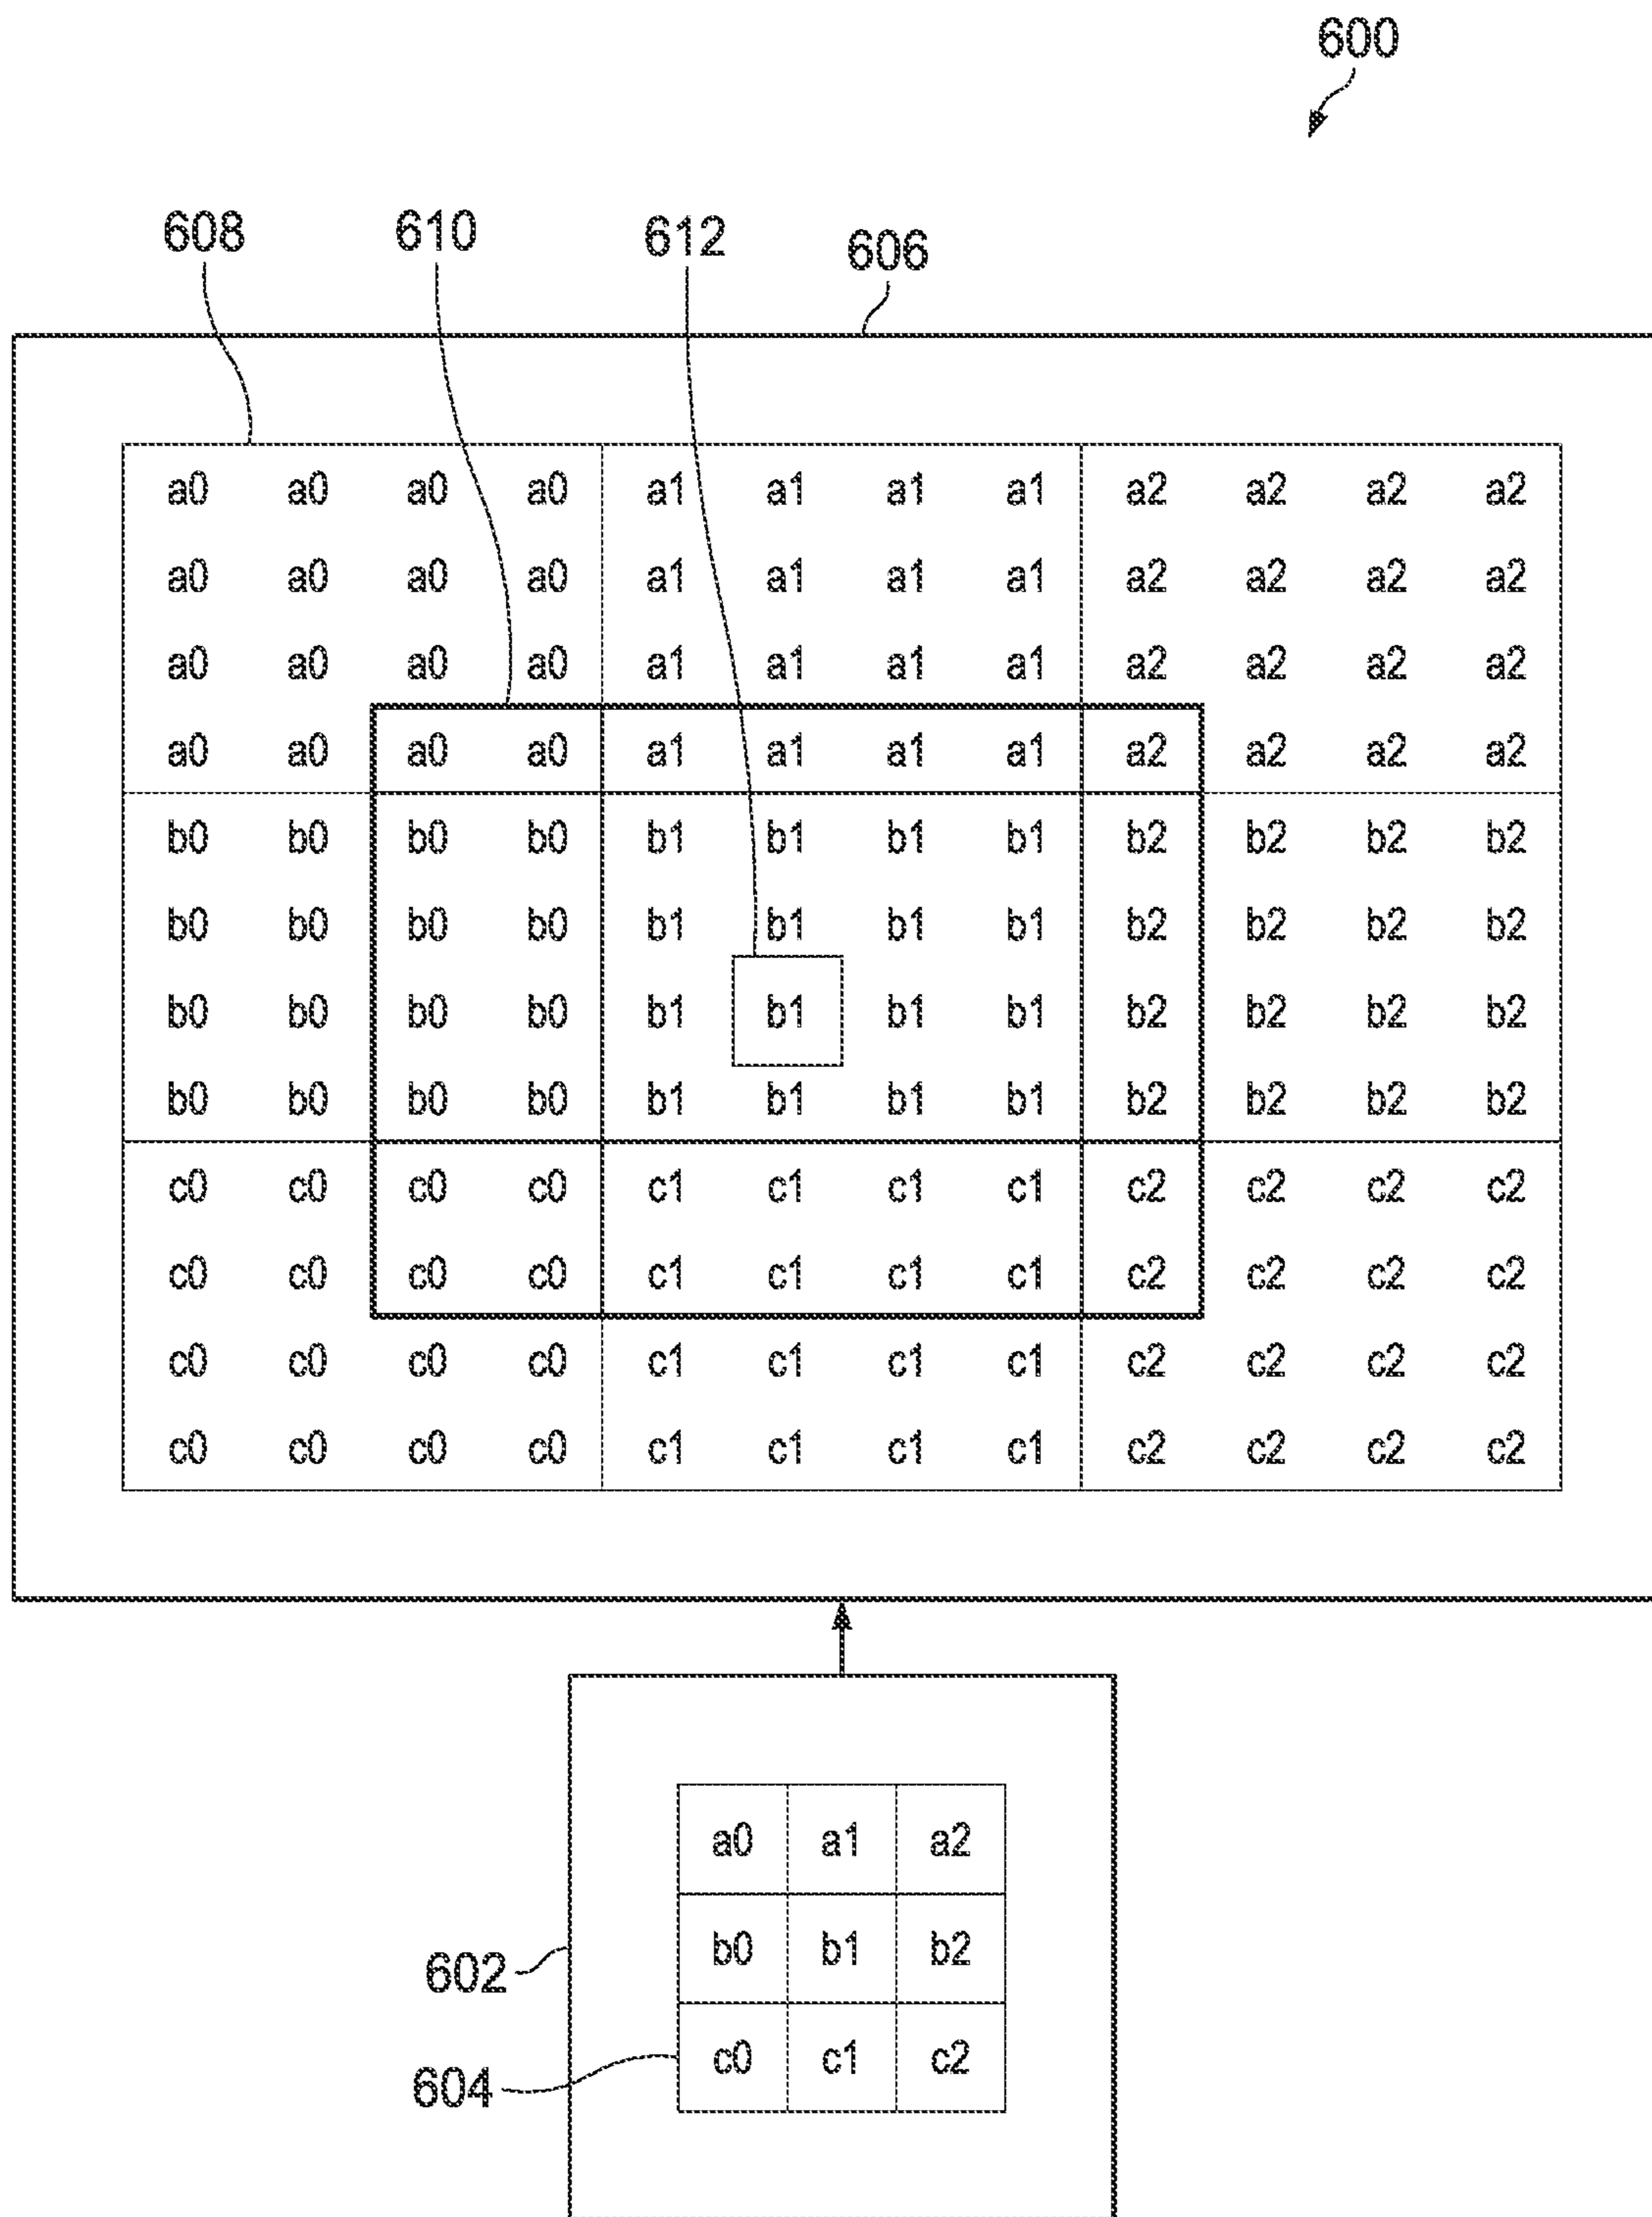 600
608 610 612 606
a0 a0 a0 a0 a1 a1 a1 a1 a2 a2 a2 a2
a0 a0 a0 a0 a1 a1 a1 a1 a2 a2 a2 a2
a0 a0 a0 a0 a1 a1 a1 a1 a2 a2 a2 a2
a0 a0 a0 a0 a1 a1 a1 a1 a2 a2 a2 a2
b0 b0 b0 b0 b1 b1 b1 b1 b2 b2 b2 b2
b0 b0 b0 b0 b1 b1 b1 b1 b2 b2 b2 b2
b0 b0 b0 b0 b1 b1 b1 b1 b2 b2 b2 b2
b0 b0 b0 b0 b1 b1 b1 b1 b2 b2 b2 b2
c0 c0 c0 c0 c1 c1 c1 c1 c2 c2 c2 c2
c0 c0 c0 c0 c1 c1 c1 c1 c2 c2 c2 c2
c0 c0 c0 c0 c1 c1 c1 c1 c2 c2 c2 c2
c0 c0 c0 c0 c1 c1 c1 c1 c2 c2 c2 c2
a0 a1 a2
b0 b1 b2
602
c0 c1 c2
604